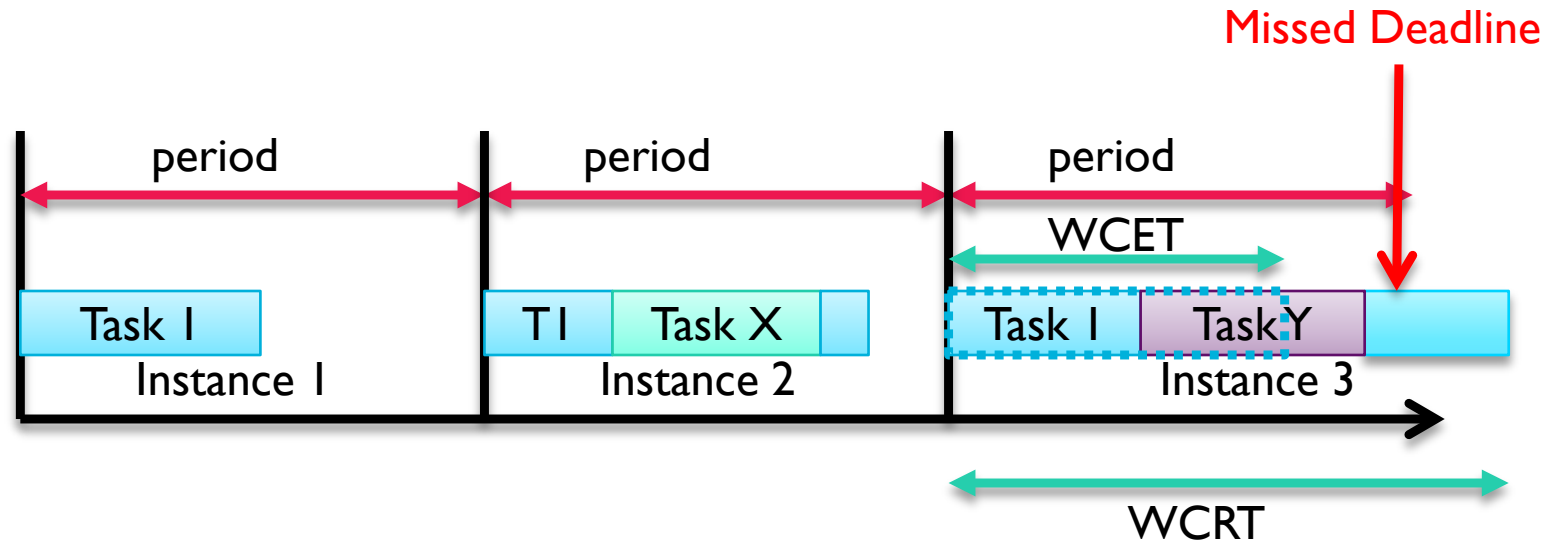 Missed Deadline
period
period
period
WCET
Task 1
T1
Task X
Task 1
Task Y
Instance 1
Instance 2
Instance 3
WCRT